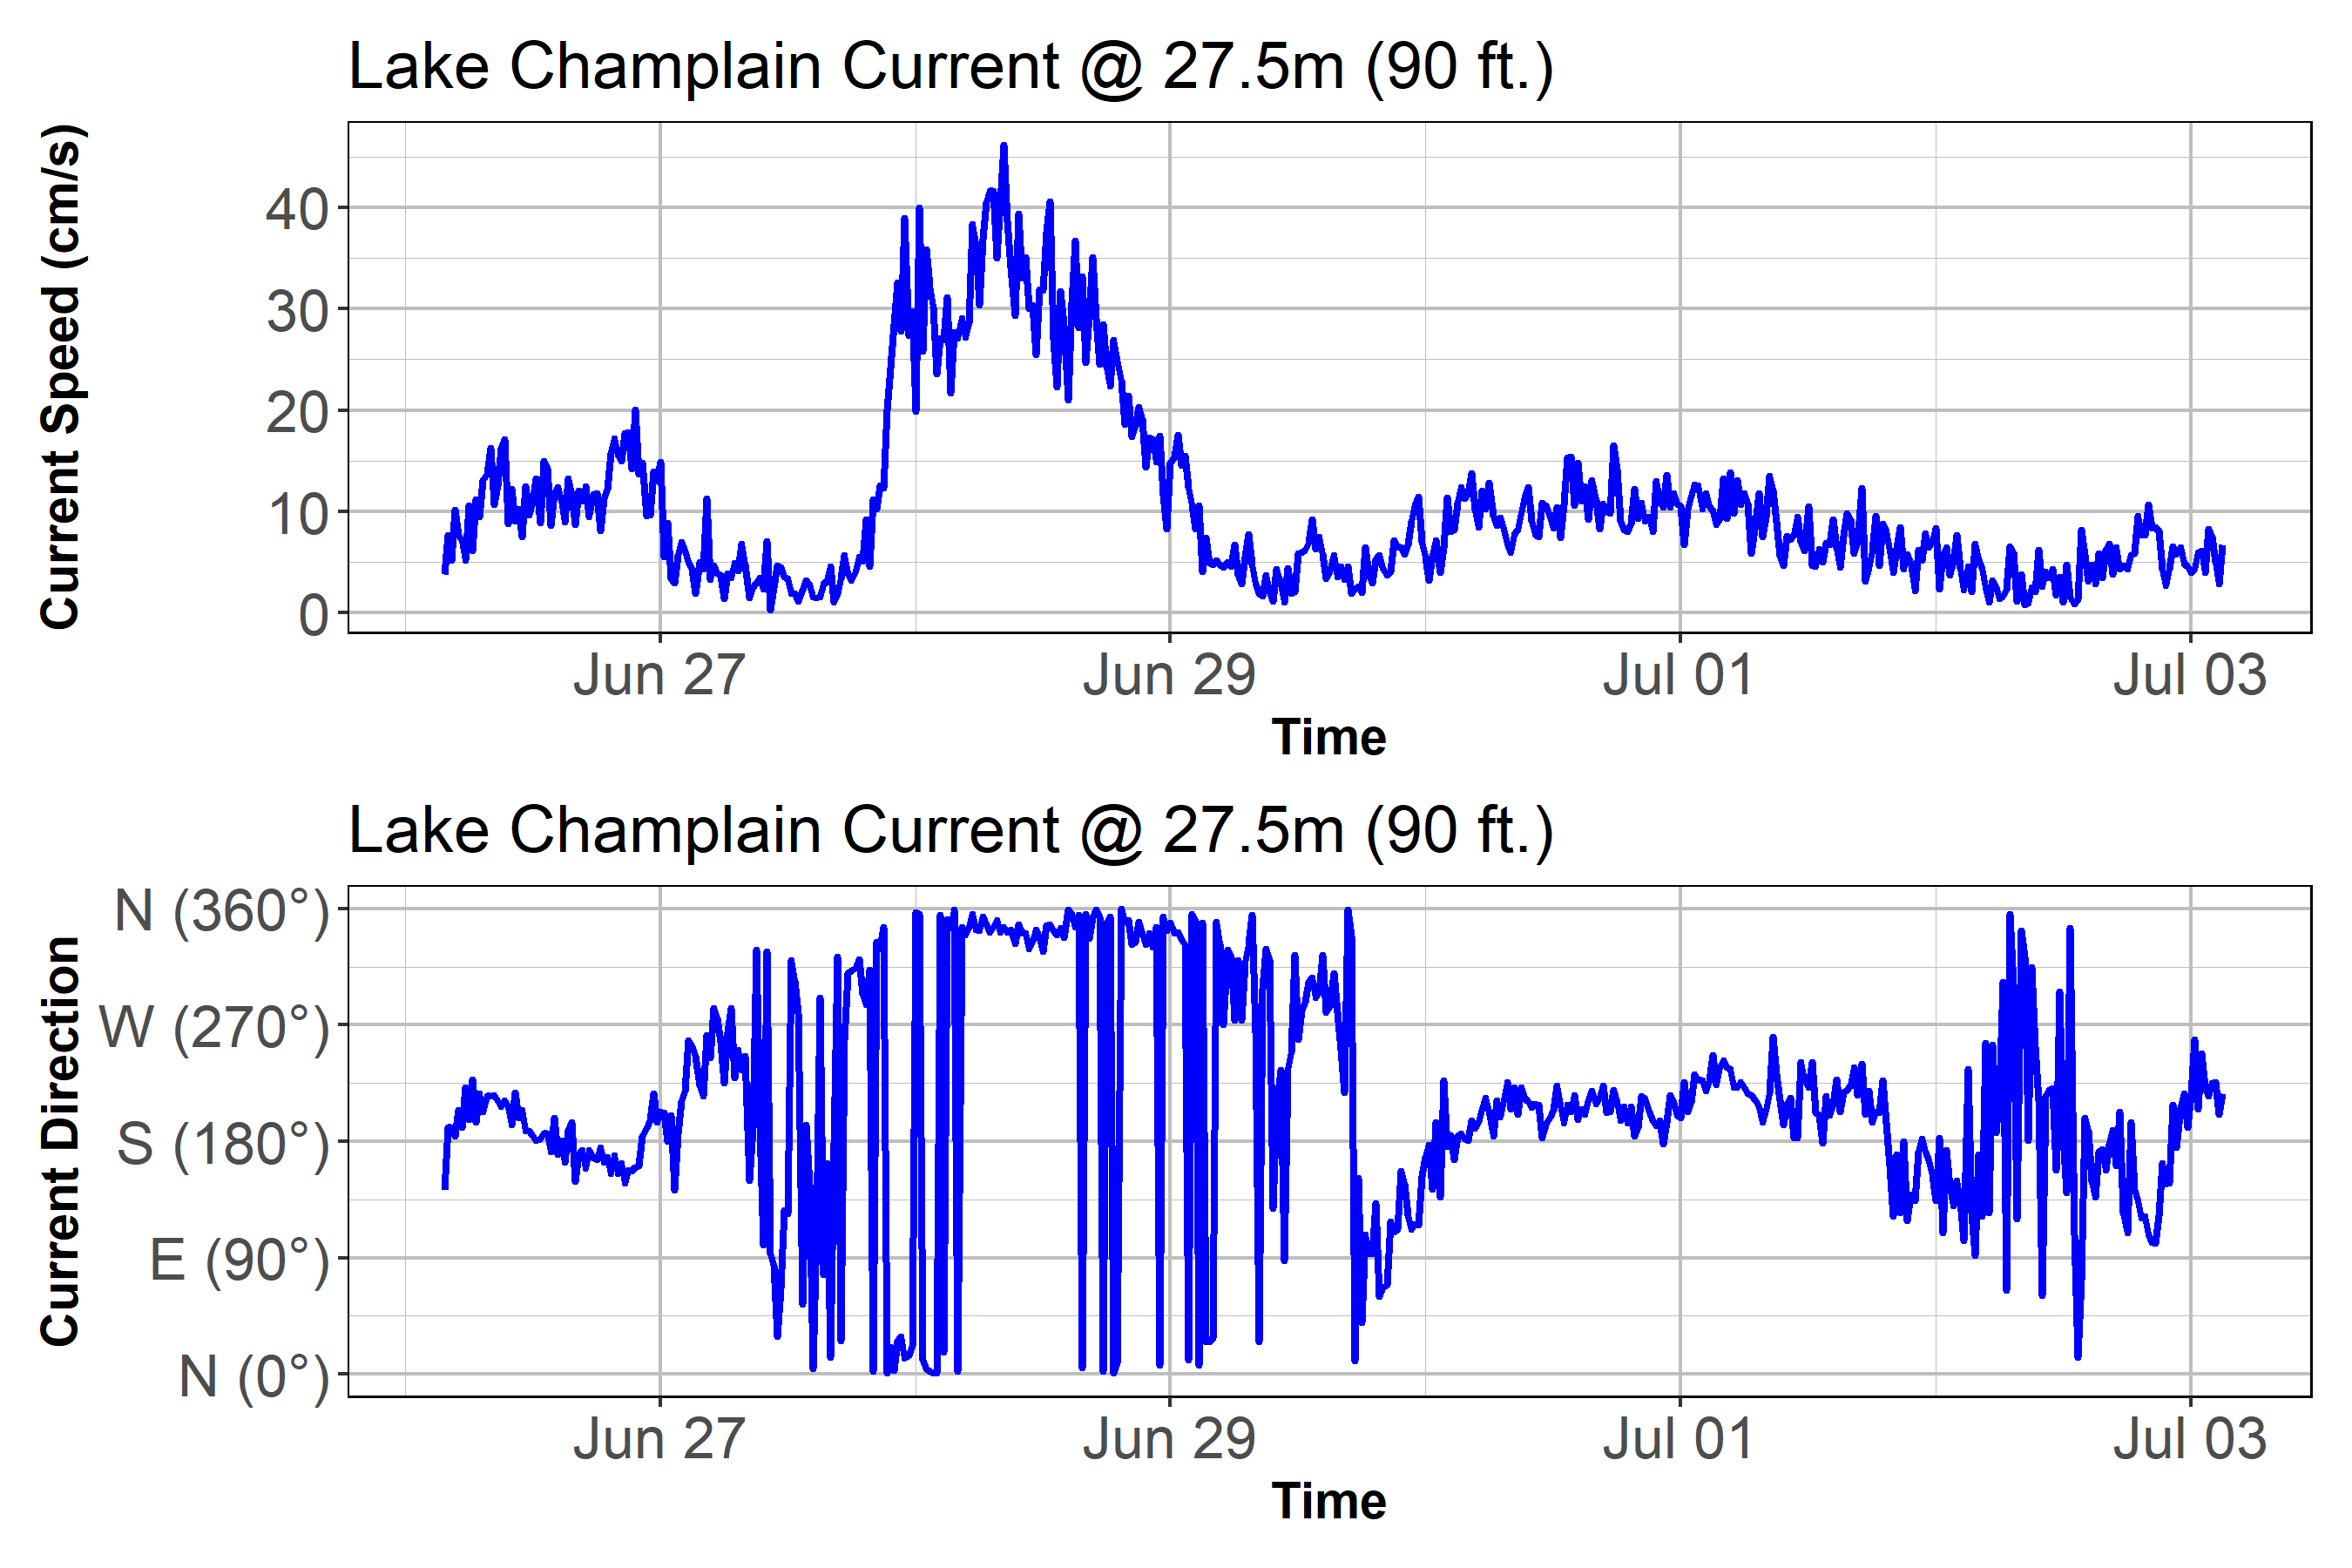 Lake Champlain Current @ 27.5m (90 ft.)
Current Speed (cm/s)
40
30
20
10
0
Jun 27 Jun 29 Jul 01 Jul 03
Time
Lake Champlain Current @ 27.5m (90 ft.)
Current Direction
N (360°)
W (270°)
S (180°)
E (90°)
N (0°)
Jun 27 Jun 29 Jul 01 Jul 03
Time